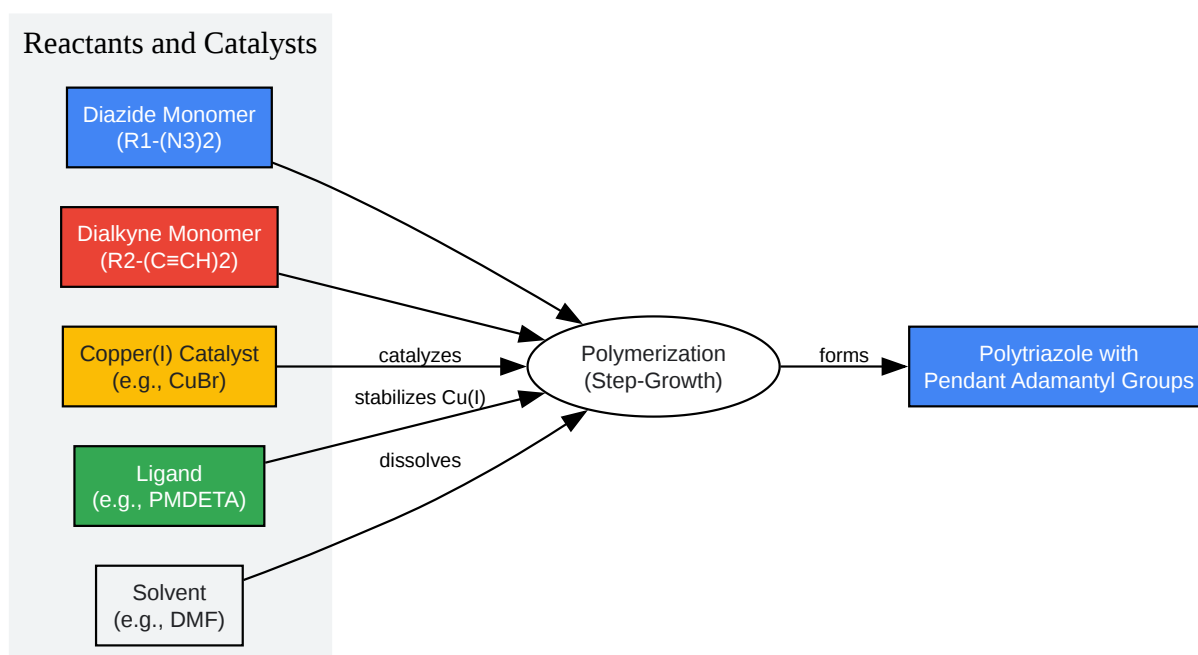 Reactants and Catalysts
Diazide Monomer
(R1-(N3)2)
Dialkyne Monomer
(R2-(C≡CH)2)
Copper(I) Catalyst
(e.g., CuBr)
Ligand
(e.g., PMDETA)
Solvent
(e.g., DMF)
catalyzes
stabilizes Cu(I)
dissolves
Polymerization
(Step-Growth)
forms
Polytriazole with
Pendant Adamantyl Groups